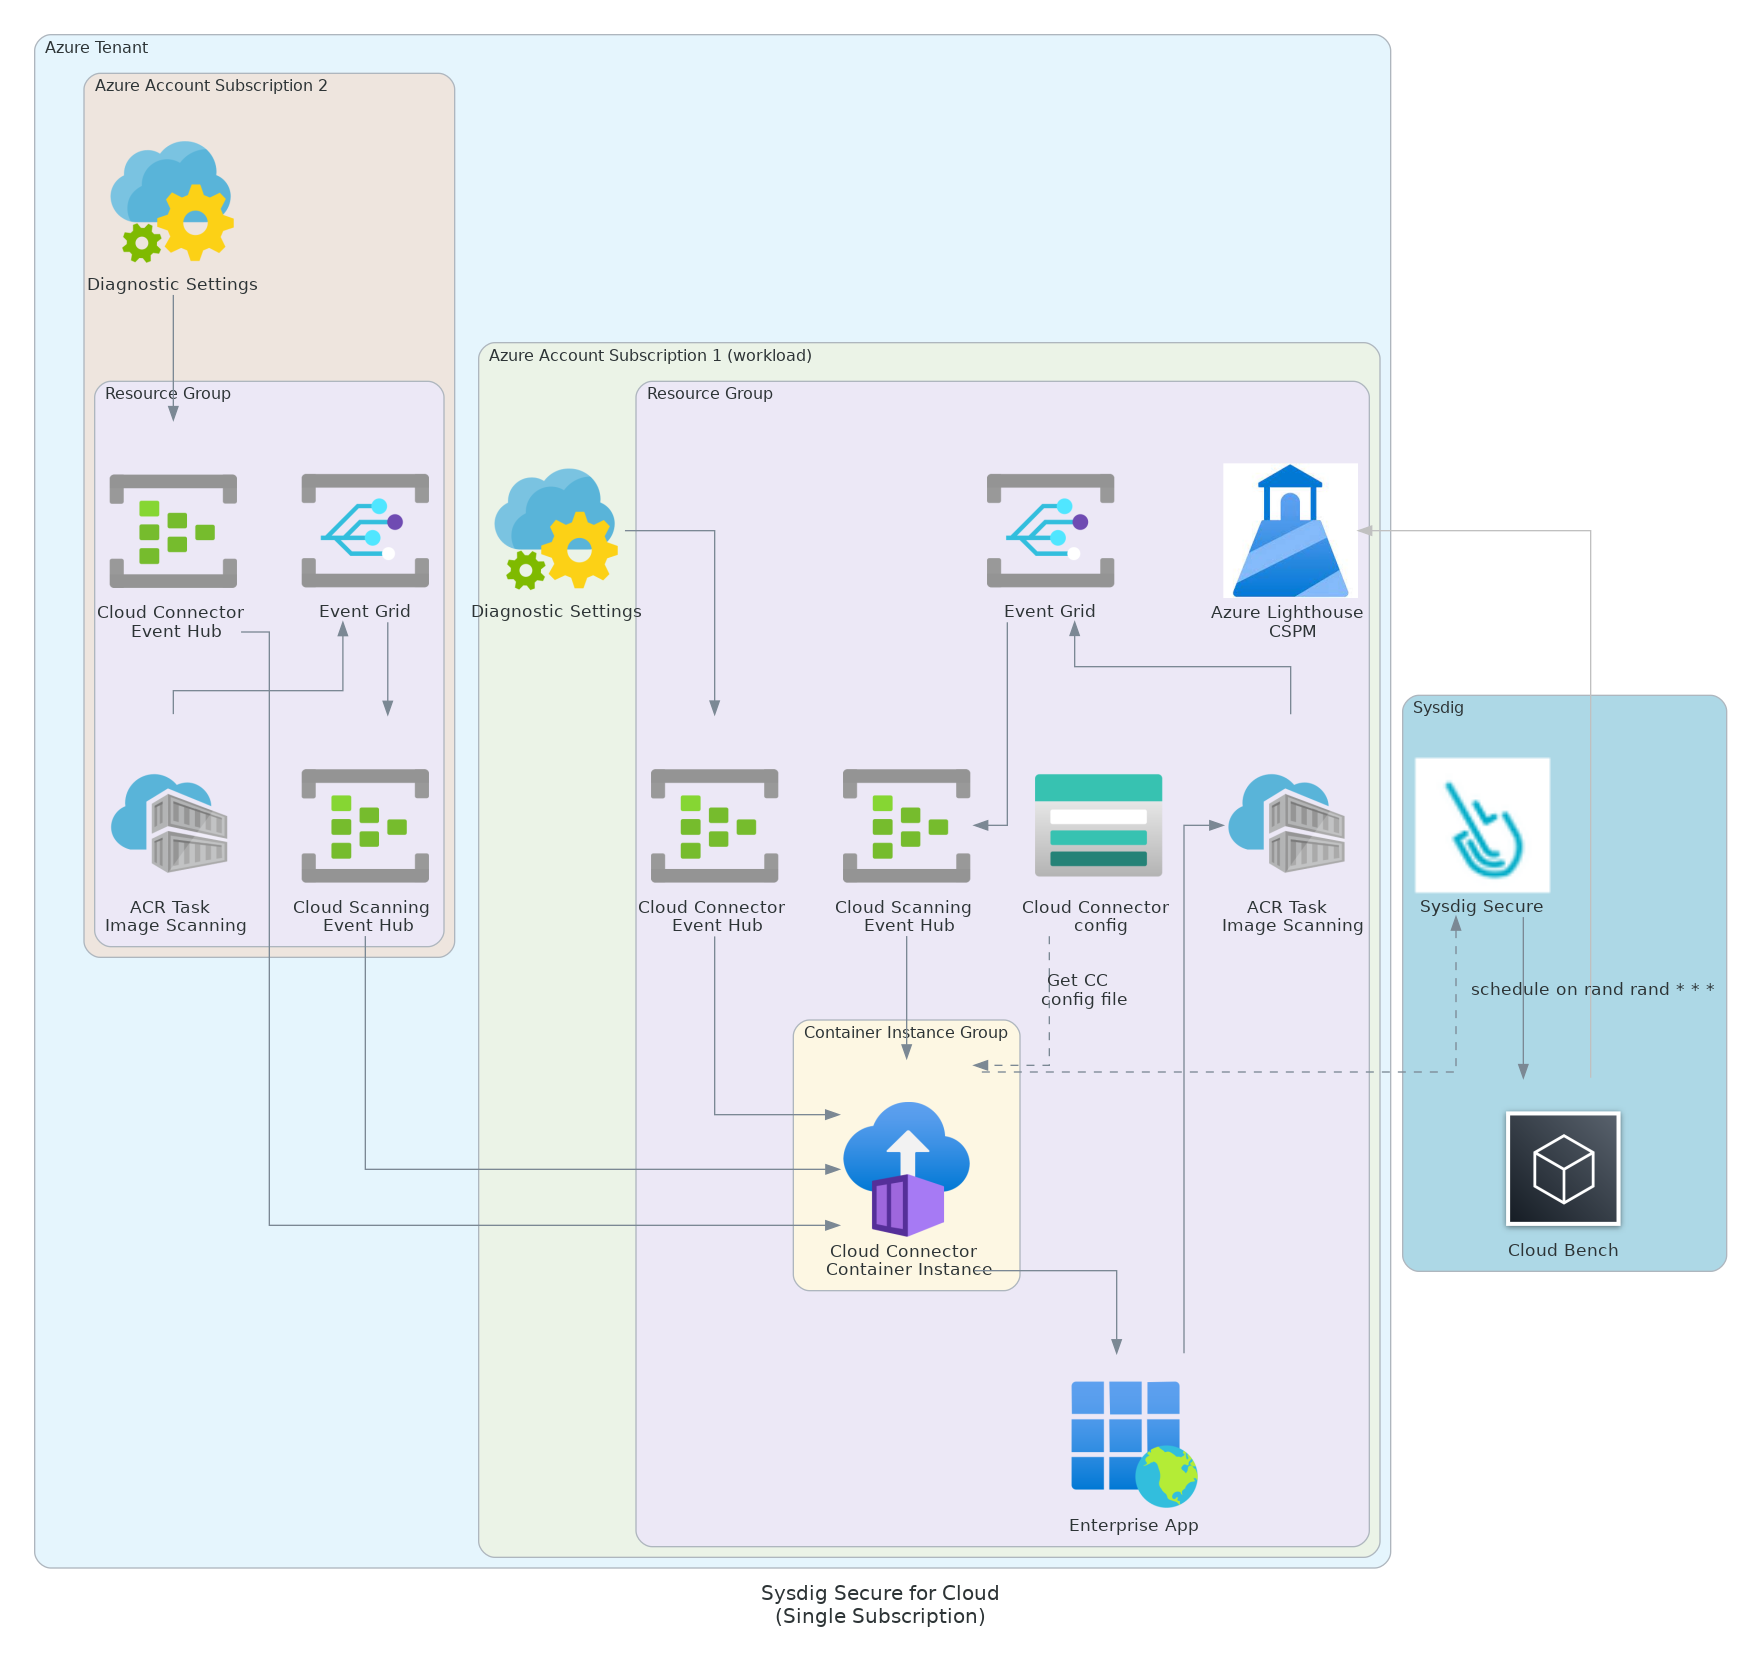 Azure Tenant
Azure Account Subscription 2
Diagnostic Settings
Resource Group
Cloud Connector
Event Hub
Event Grid
ACR Task
Image Scanning
Cloud Scanning
Event Hub
Azure Account Subscription 1 (workload)
Diagnostic Settings
Resource Group
Event Grid
Azure Lighthouse
CSPM
Cloud Connector
Event Hub
Cloud Scanning
Event Hub
Cloud Connector
config
ACR Task
Image Scanning
Get CC
config file
Container Instance Group
Cloud Connector
Container Instance
Enterprise App
Sysdig
Sysdig Secure
schedule on rand rand * * *
Cloud Bench
Sysdig Secure for Cloud
(Single Subscription)